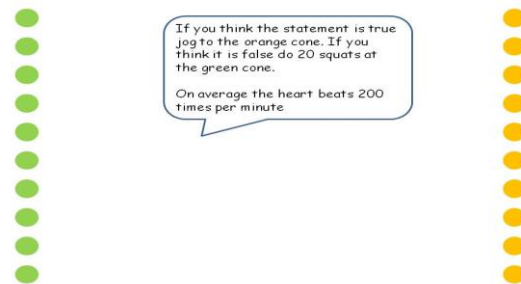 If you think the statement is true
jog to the orange cone. If you
think it is false do 20 squats at
the green cone.
On average the heart beats 200
times per minute